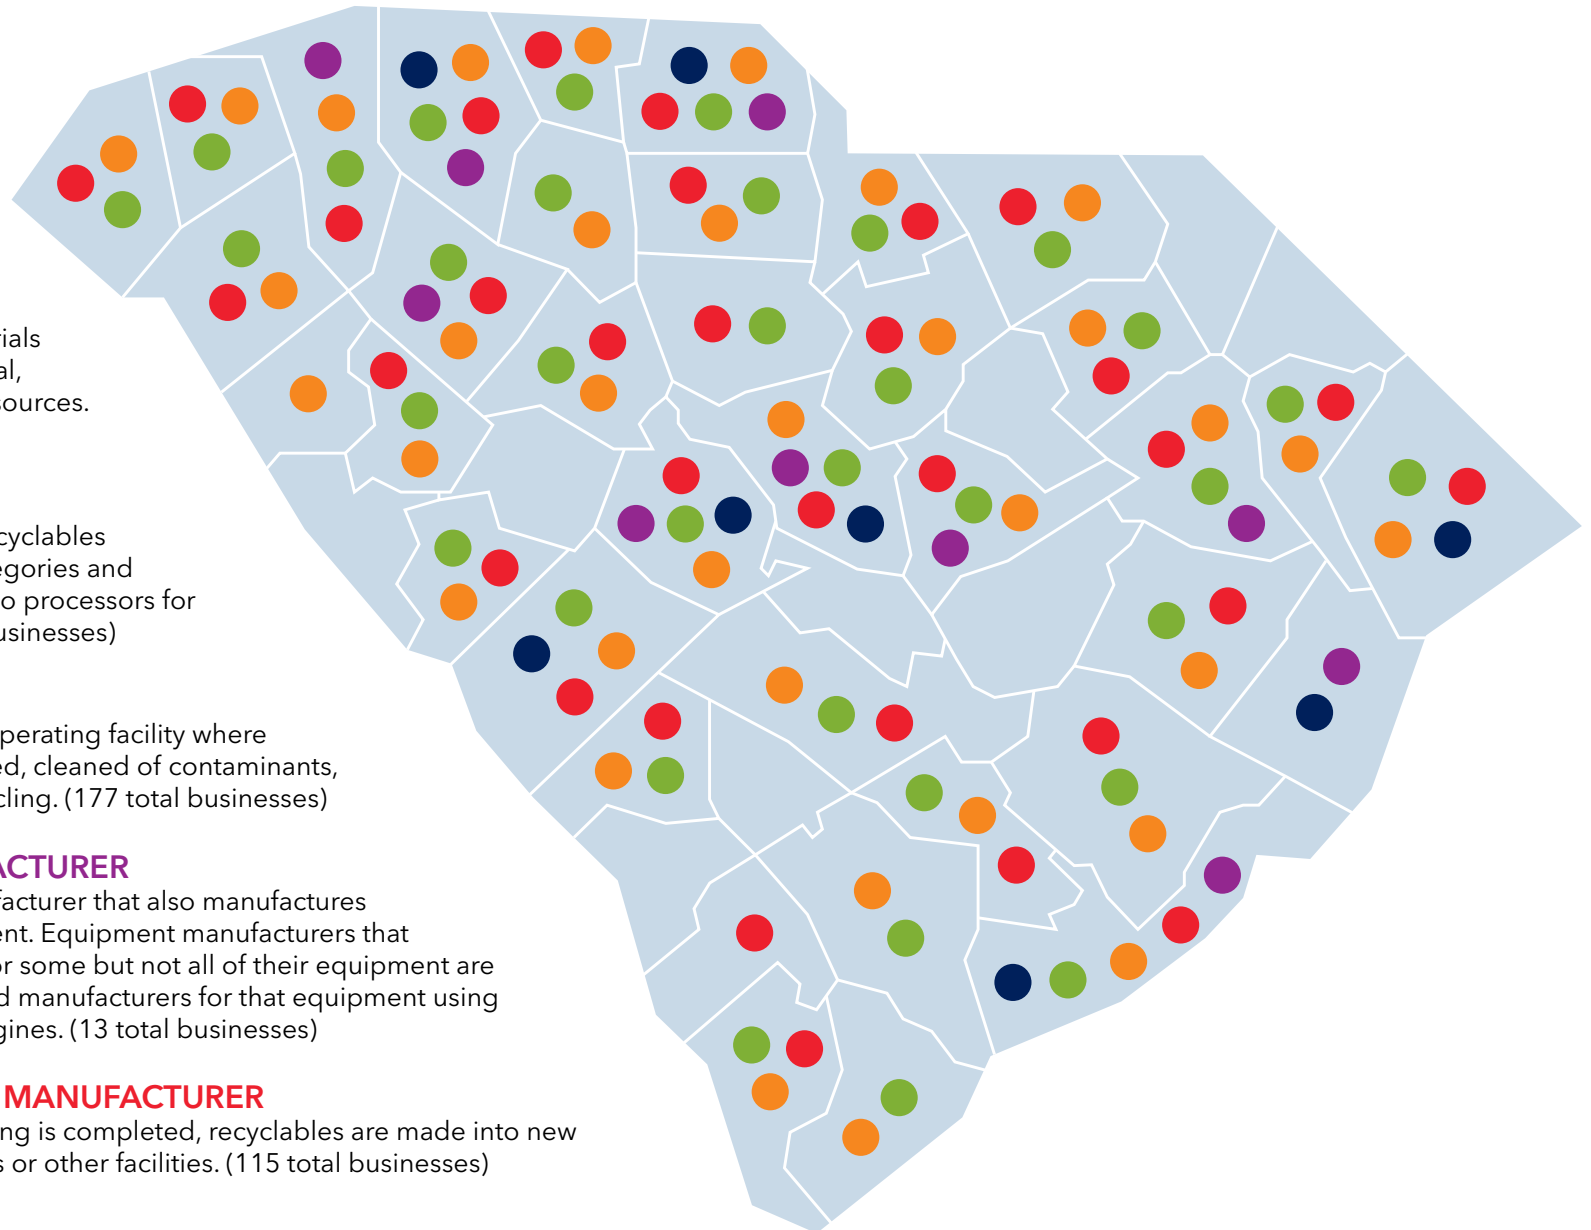 rials
al,
sources.
cyclables
egories and
o processors for
usinesses)
perating facility where
ed, cleaned of contaminants,
cling. (177 total businesses)
ACTURER
facturer that also manufactures
ent. Equipment manufacturers that
or some but not all of their equipment are
d manufacturers for that equipment using
gines. (13 total businesses)
MANUFACTURER
ng is completed, recyclables are made into new
s or other facilities. (115 total businesses)